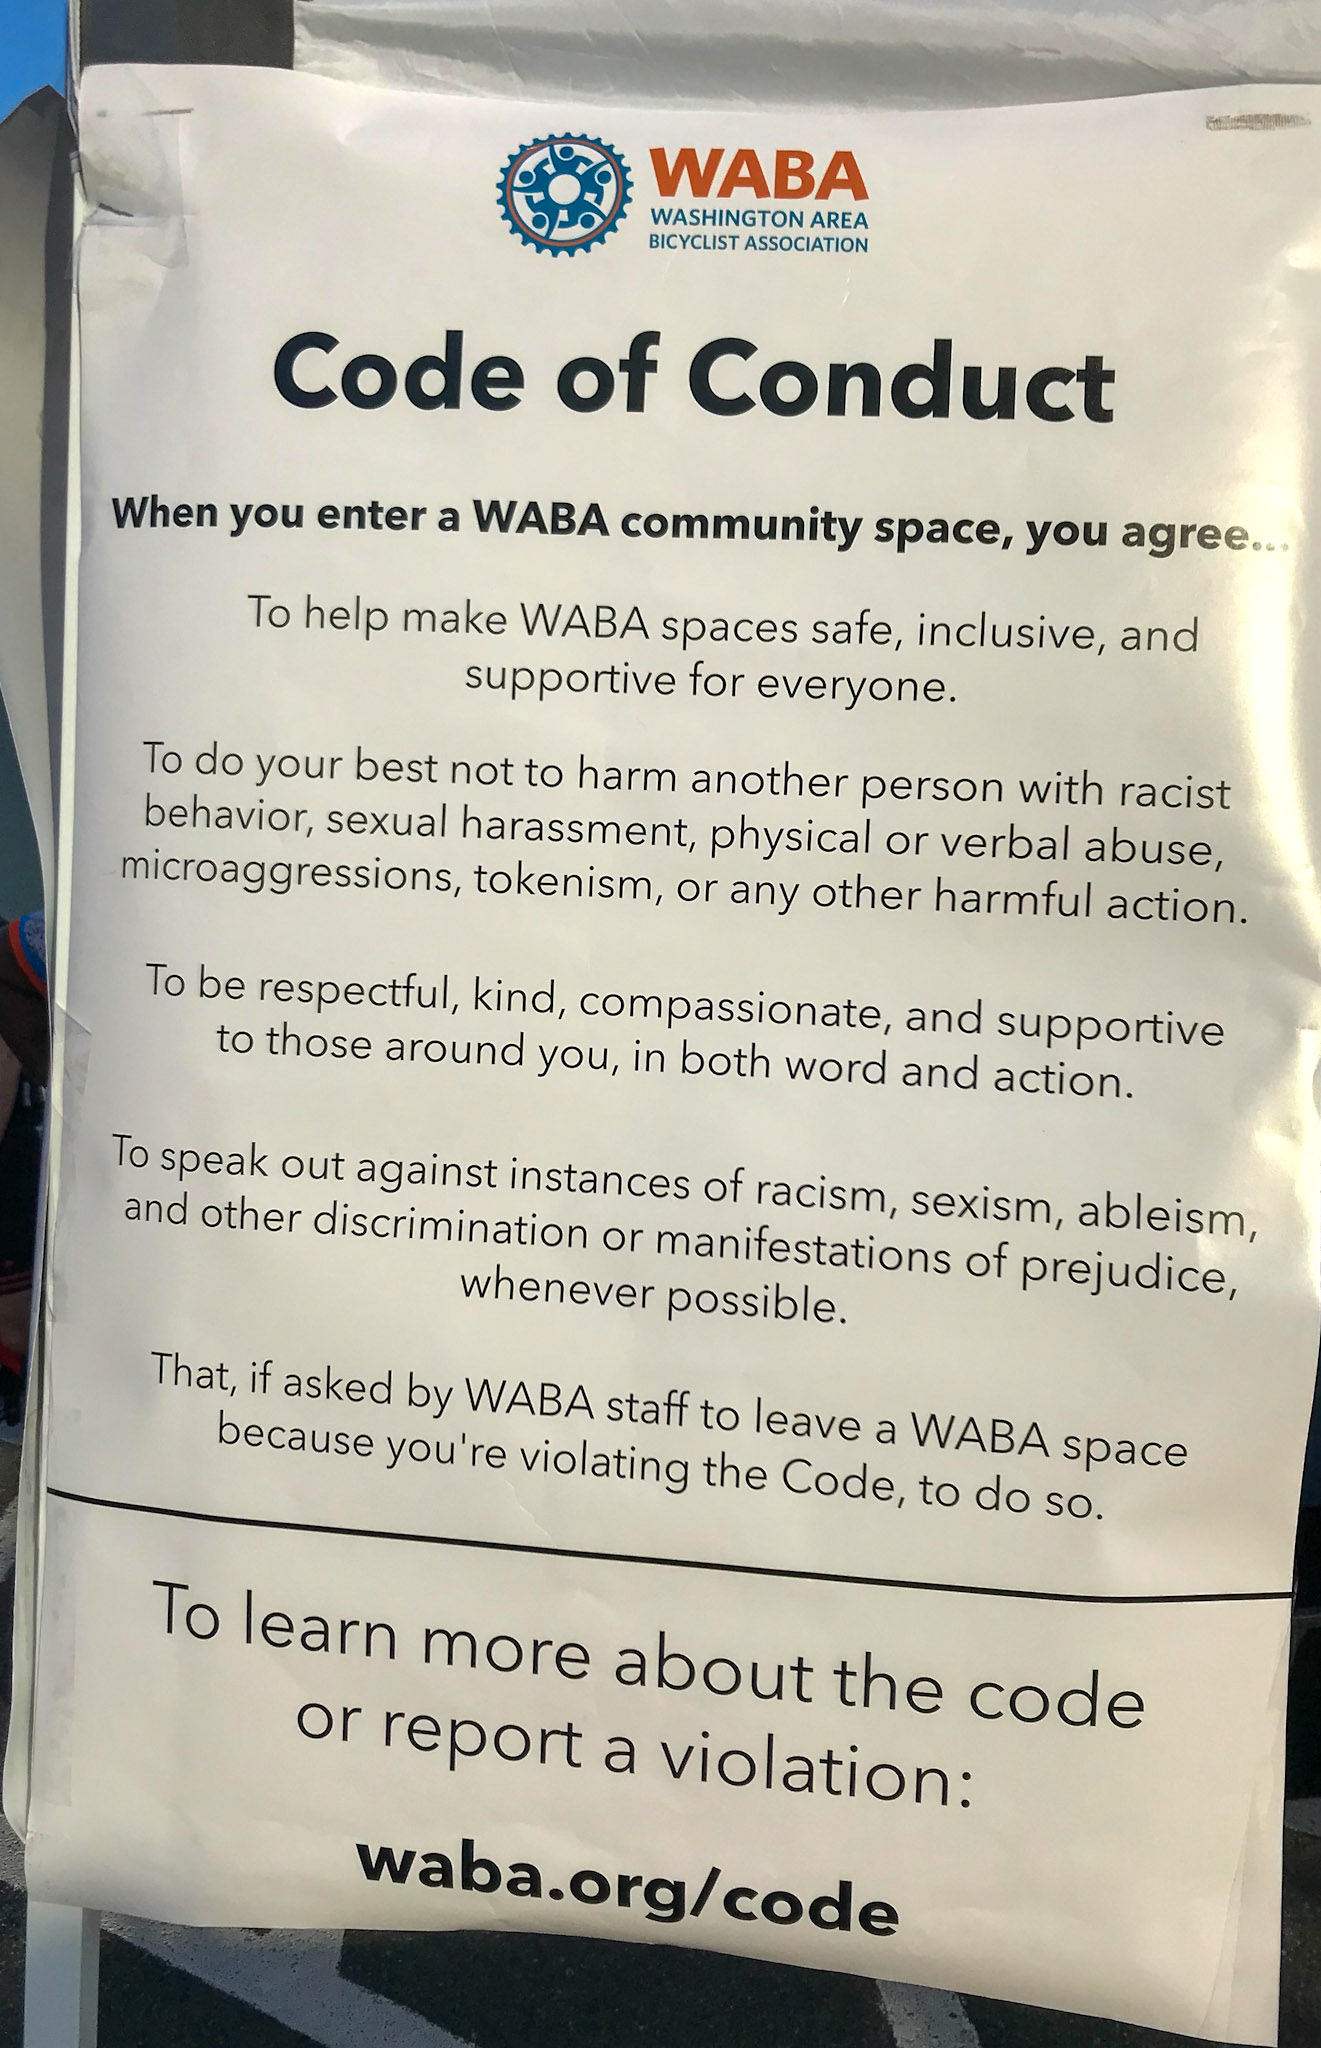 WABA
WASHINGTON AREA
BICYCLIST ASSOCIATION
Code of Conduct
When you enter a WABA community space, you agree...
To help make WABA spaces safe, inclusive, and
supportive for everyone.
To do your best not to harm another person with racist
behavior, sexual harassment, physical or verbal abuse,
microaggressions, tokenism, or any other harmful action.
To be respectful, kind, compassionate, and supportive
to those around you, in both word and action.
To speak out against instances of racism, sexism, ableism,
and other discrimination or manifestations of prejudice,
whenever possible.
That, if asked by WABA staff to leave a WABA space
because you're violating the Code, to do so.
To learn more about the code
or report a violation:
waba.org/code